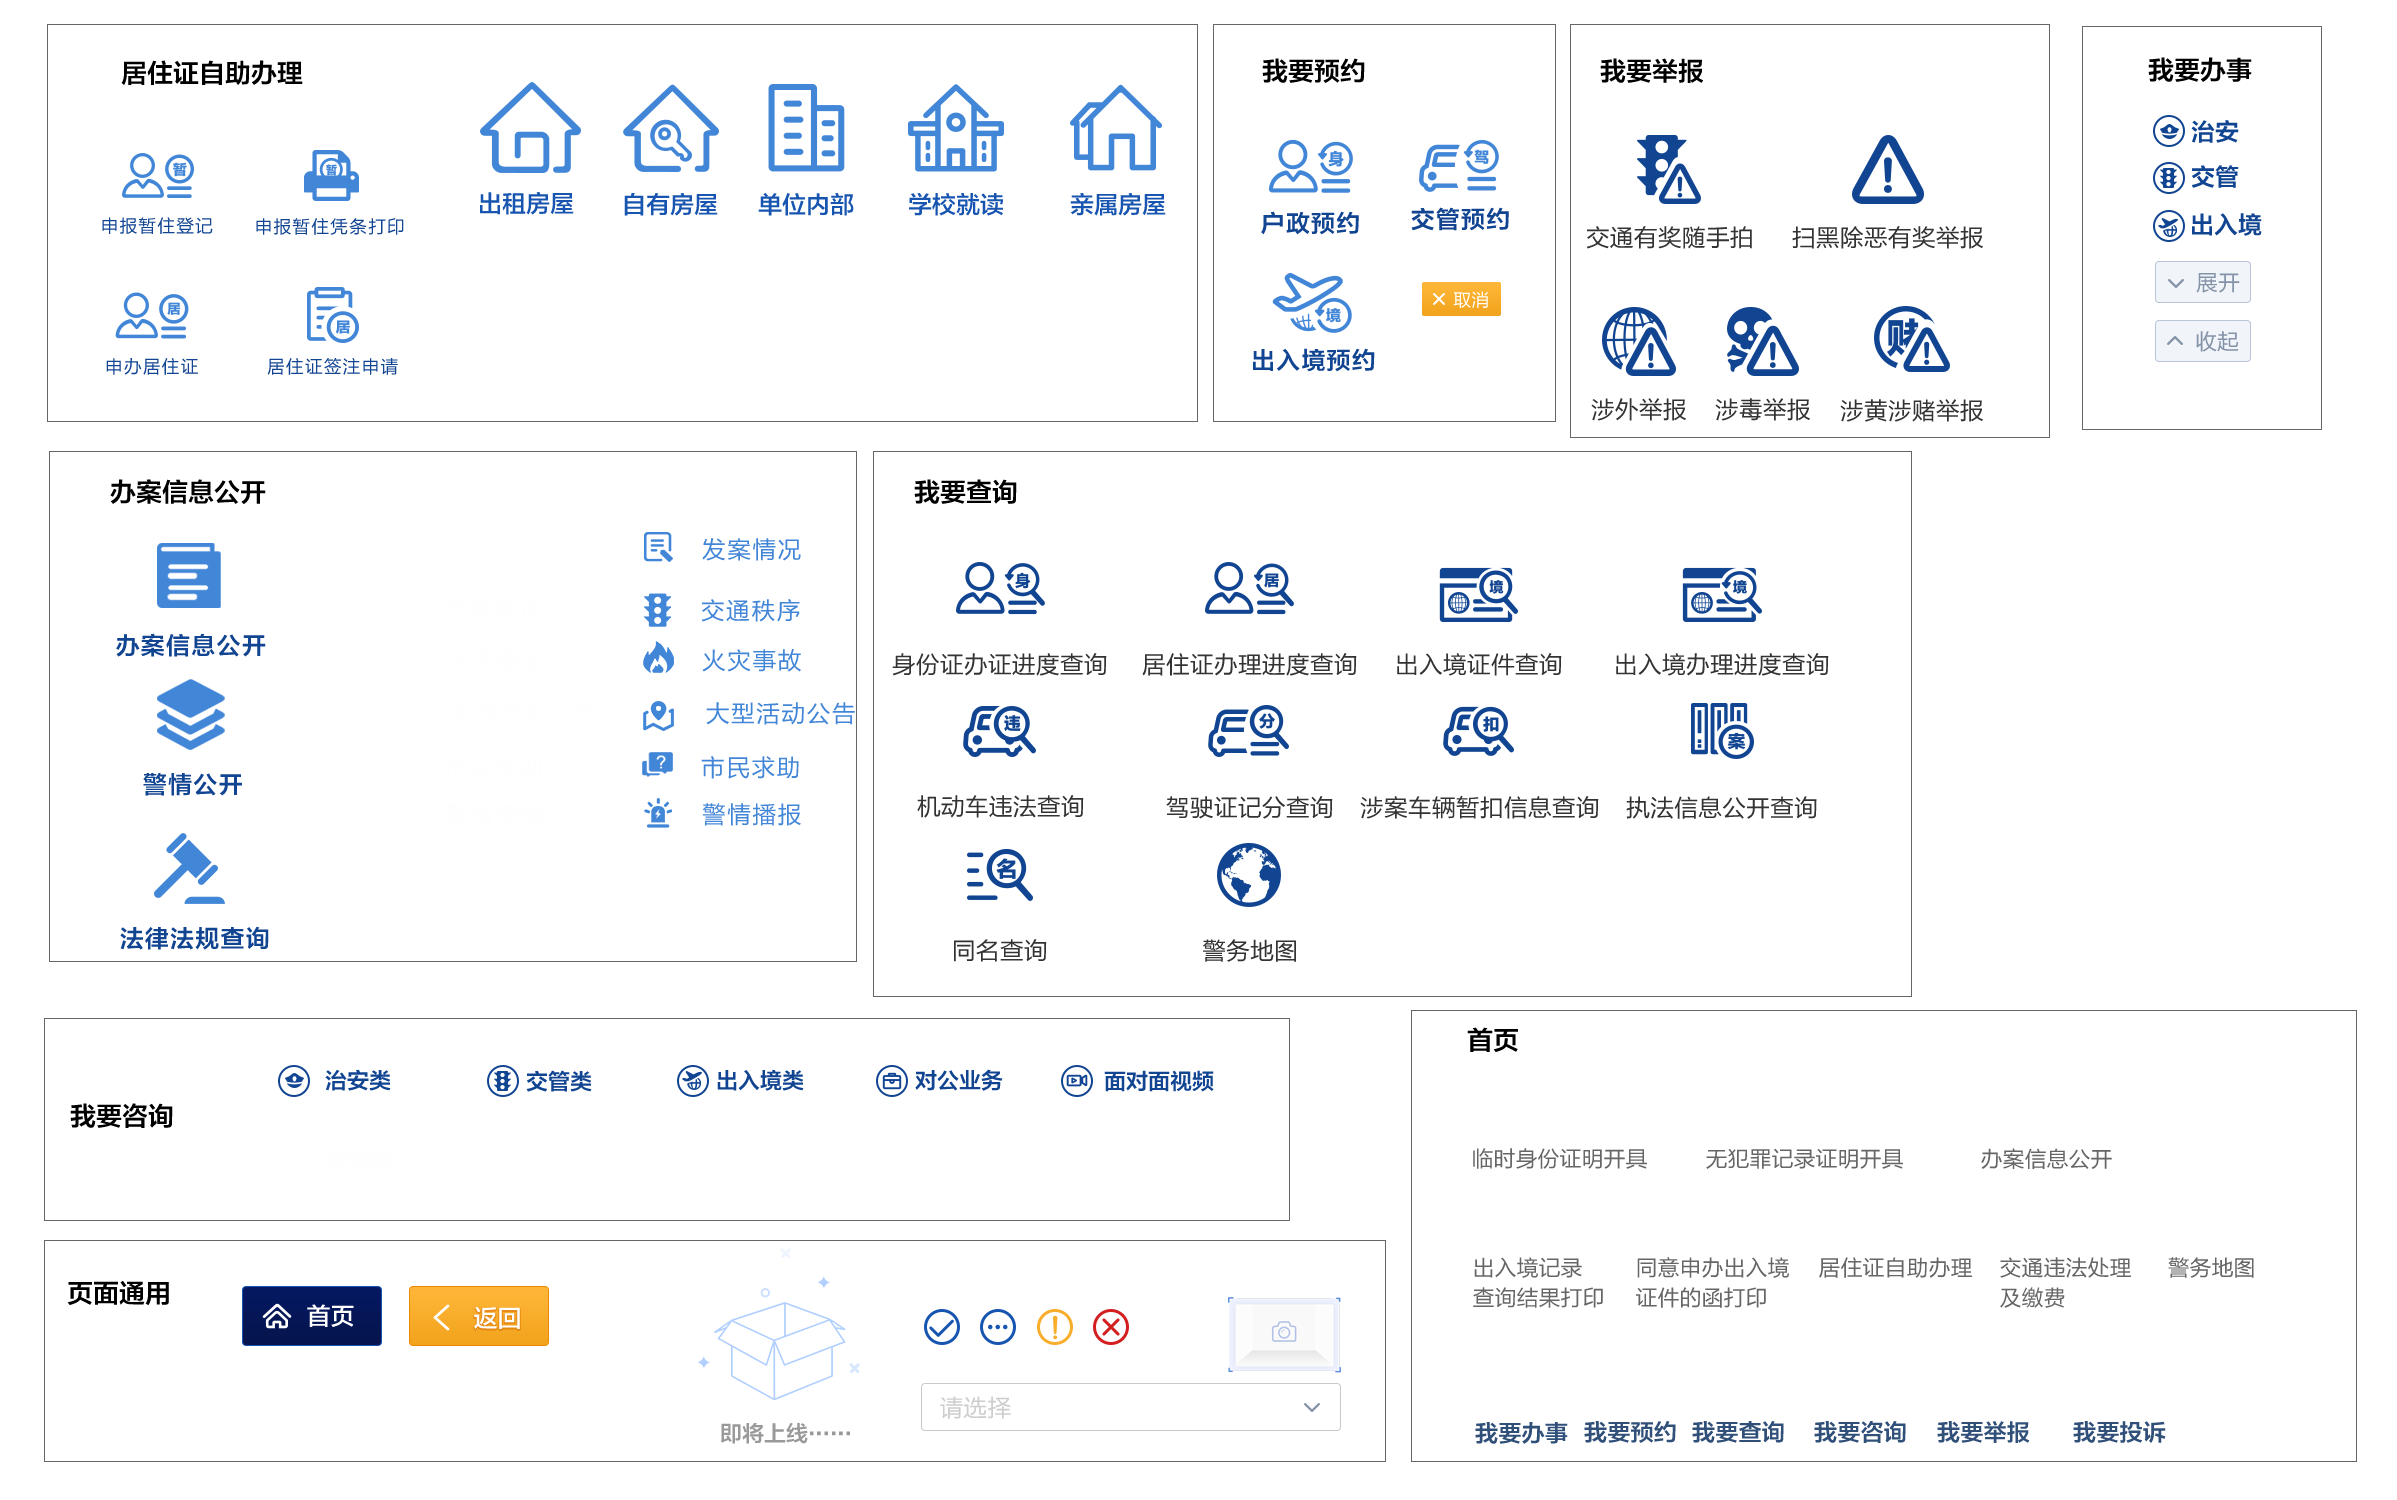 居住证自助办理
暂
申报暂住登记
暂
申报暂住凭条打印
居
申办居住证
居
居住证签注申请
出租房屋
自有房屋
单位内部
学校就读
亲属房屋
我要预约
身
户政预约
驾
交管预约
境
出入境预约
取消
我要举报
交通有奖随手拍
扫黑除恶有奖举报
涉外举报
涉毒举报
赌
涉黄涉赌举报
我要办事
治安
交管
出入境
展开
收起
办案信息公开
办案信息公开
警情公开
法律法规查询
发案情况
交通秩序
火灾事故
大型活动公告
市民求助
警情播报
我要查询
身
身份证办证进度查询
居
居住证办理进度查询
境
出入境证件查询
境
出入境办理进度查询
违
机动车违法查询
分
驾驶证记分查询
扣
涉案车辆暂扣信息查询
案
执法信息公开查询
名
同名查询
警务地图
我要咨询
治安类
交管类
出入境类
对公业务
面对面视频
首页
临时身份证明开具
无犯罪记录证明开具
办案信息公开
出入境记录
查询结果打印
同意申办出入境
证件的函打印
居住证自助办理
交通违法处理
及缴费
警务地图
我要办事
我要预约
我要查询
我要咨询
我要举报
我要投诉
页面通用
首页
返回
即将上线……
请选择